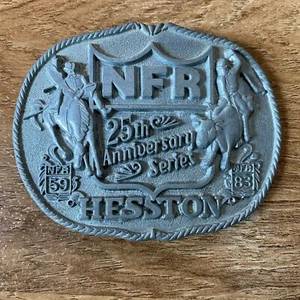 NFR
25th
Anniversary
Series
NFR
59
NFR
83
HESSTON